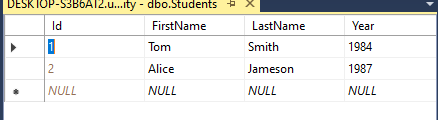 DESKTOP-S3B6A12.u...ity - dbo.Students
Id FirstName LastName Year
1 Tom Smith 1984
2 Alice Jameson 1987
NULL NULL NULL NULL